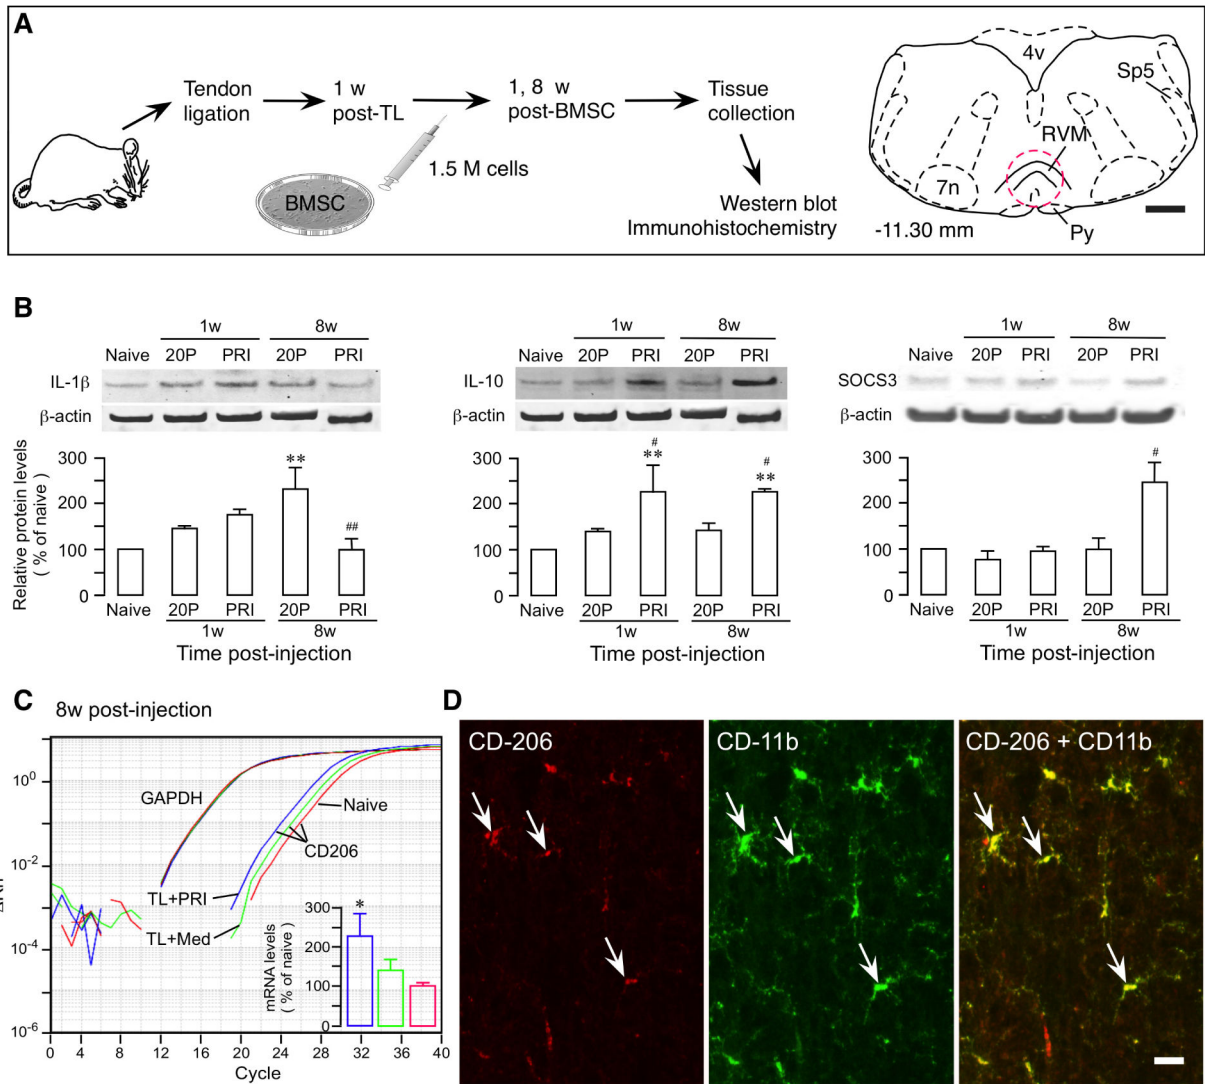 A
Tendon
ligation
1 w
post-TL
1, 8 w
post-BMSC
Tissue
collection
BMSC
1.5 M cells
Western blot
Immunohistochemistry
4v
Sp5
RVM
7n
-11.30 mm
Py
B
1w 8w
Naive 20P PRI 20P PRI
IL-1β
β-actin
Relative protein levels
( % of naive )
300
200
100
0
**
##
Naive 20P PRI 20P PRI
1w 8w
Time post-injection
1w 8w
Naive 20P PRI 20P PRI
IL-10
β-actin
300
200
100
0
#
**
#
**
Naive 20P PRI 20P PRI
1w 8w
Time post-injection
1w 8w
Naive 20P PRI 20P PRI
SOCS3
β-actin
300
200
100
0
#
Naive 20P PRI 20P PRI
1w 8w
Time post-injection
C
8w post-injection
10⁰
10⁻²
10⁻⁴
10⁻⁶
GAPDH
Naive
CD206
TL+PRI
TL+Med
mRNA levels
( % of naive )
300
200
100
0
*
0 4 8 12 16 20 24 28 32 36 40
Cycle
D
CD-206
CD-11b
CD-206 + CD11b